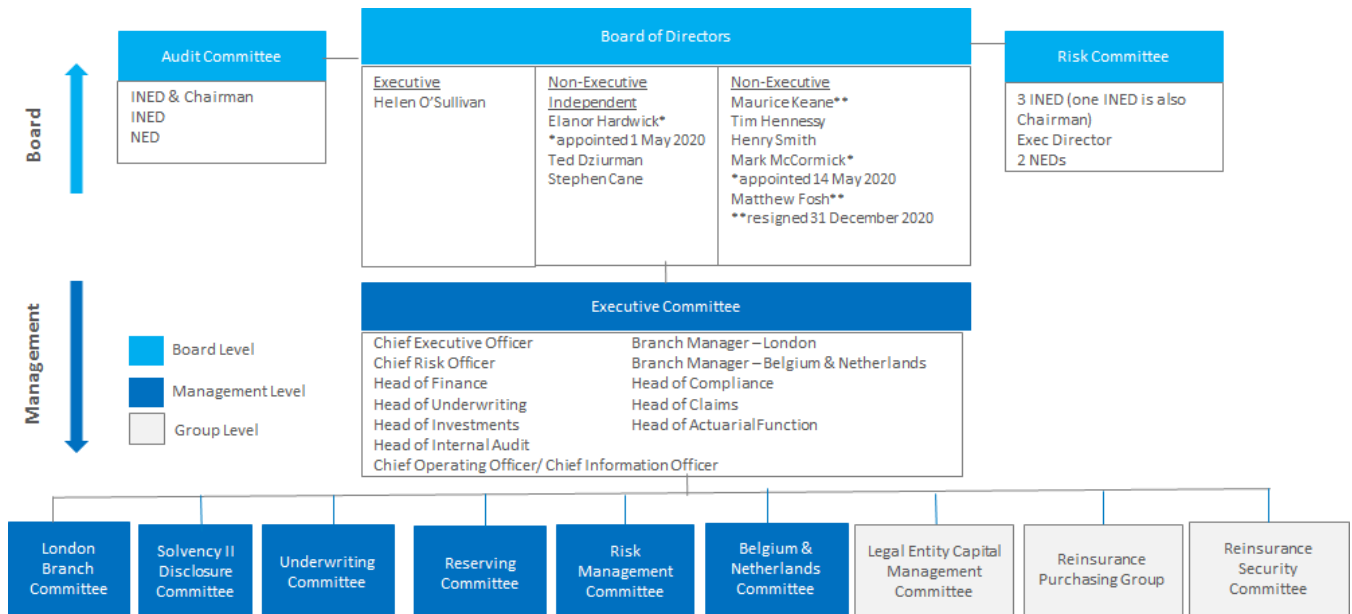 Board of Directors
Audit Committee
Risk Committee
INED & Chairman
INED
NED
Executive
Helen O'Sullivan
Non-Executive
Independent
Elanor Hardwick*
*appointed 1 May 2020
Ted Dziurman
Stephen Cane
Non-Executive
Maurice Keane**
Tim Hennessy
Henry Smith
Mark McCormick*
*appointed 14 May 2020
Matthew Fosh**
**resigned 31 December 2020
3 INED (one INED is also
Chairman)
Exec Director
2 NEDs
Board
Management
Board Level
Management Level
Group Level
Executive Committee
Chief Executive Officer
Chief Risk Officer
Head of Finance
Head of Underwriting
Head of Investments
Head of Internal Audit
Chief Operating Officer/ Chief Information Officer
Branch Manager – London
Branch Manager – Belgium & Netherlands
Head of Compliance
Head of Claims
Head of Actuarial Function
London
Branch
Committee
Solvency II
Disclosure
Committee
Underwriting
Committee
Reserving
Committee
Risk
Management
Committee
Belgium &
Netherlands
Committee
Legal Entity Capital
Management
Committee
Reinsurance
Purchasing Group
Reinsurance
Security
Committee